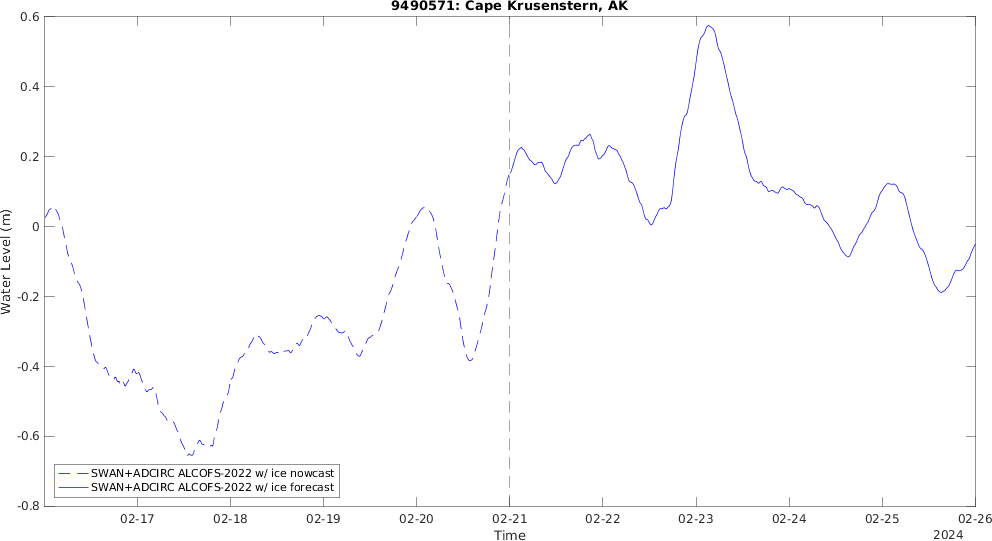 9490571: Cape Krusenstern, AK
0.6
0.4
0.2
0
-0.2
-0.4
-0.6
-0.8
Water Level (m)
SWAN+ADCIRC ALCOFS-2022 w/ ice nowcast
SWAN+ADCIRC ALCOFS-2022 w/ ice forecast
02-17 02-18 02-19 02-20 02-21 02-22 02-23 02-24 02-25 02-26
Time
2024